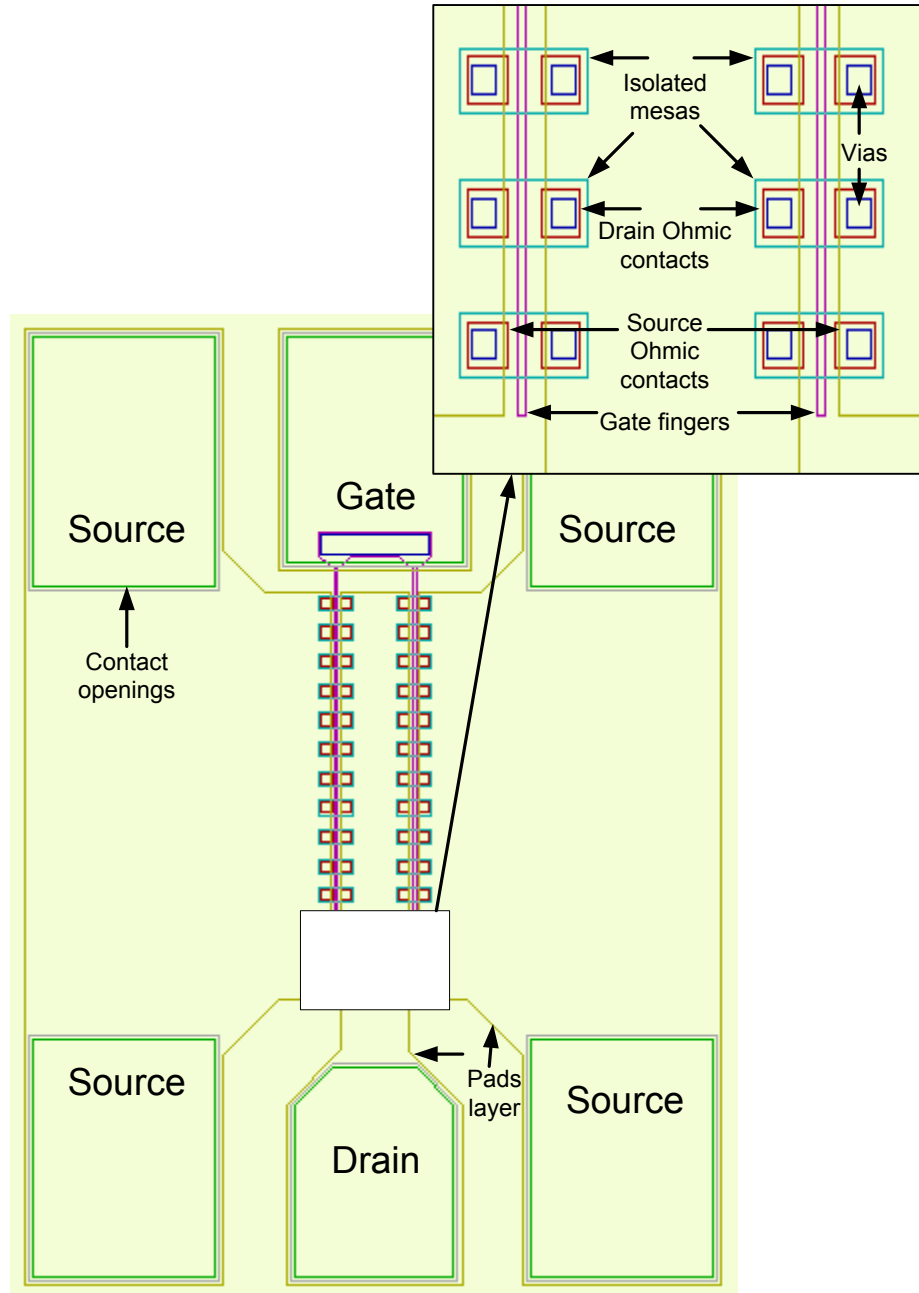 Isolated
mesas
Vias
Drain Ohmic
contacts
Source
Ohmic
contacts
Gate fingers
Source
Gate
Source
Contact
openings
Source
Pads
layer
Source
Drain